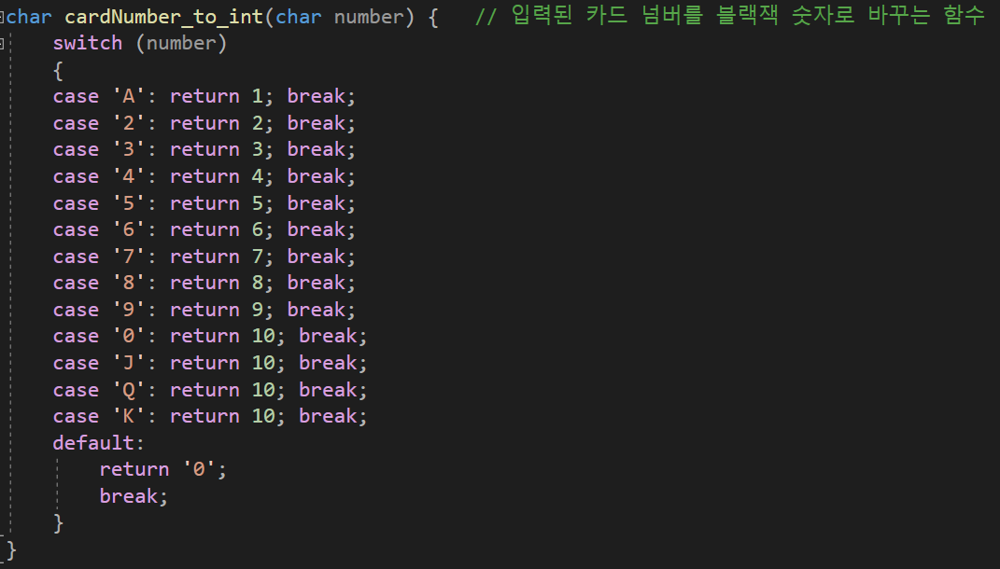 char cardNumber_to_int(char number) {   // 입력된 카드 넘버를 블랙잭 숫자로 바꾸는 함수
    switch (number)
    {
    case 'A': return 1; break;
    case '2': return 2; break;
    case '3': return 3; break;
    case '4': return 4; break;
    case '5': return 5; break;
    case '6': return 6; break;
    case '7': return 7; break;
    case '8': return 8; break;
    case '9': return 9; break;
    case '0': return 10; break;
    case 'J': return 10; break;
    case 'Q': return 10; break;
    case 'K': return 10; break;
    default:
        return '0';
        break;
    }
}